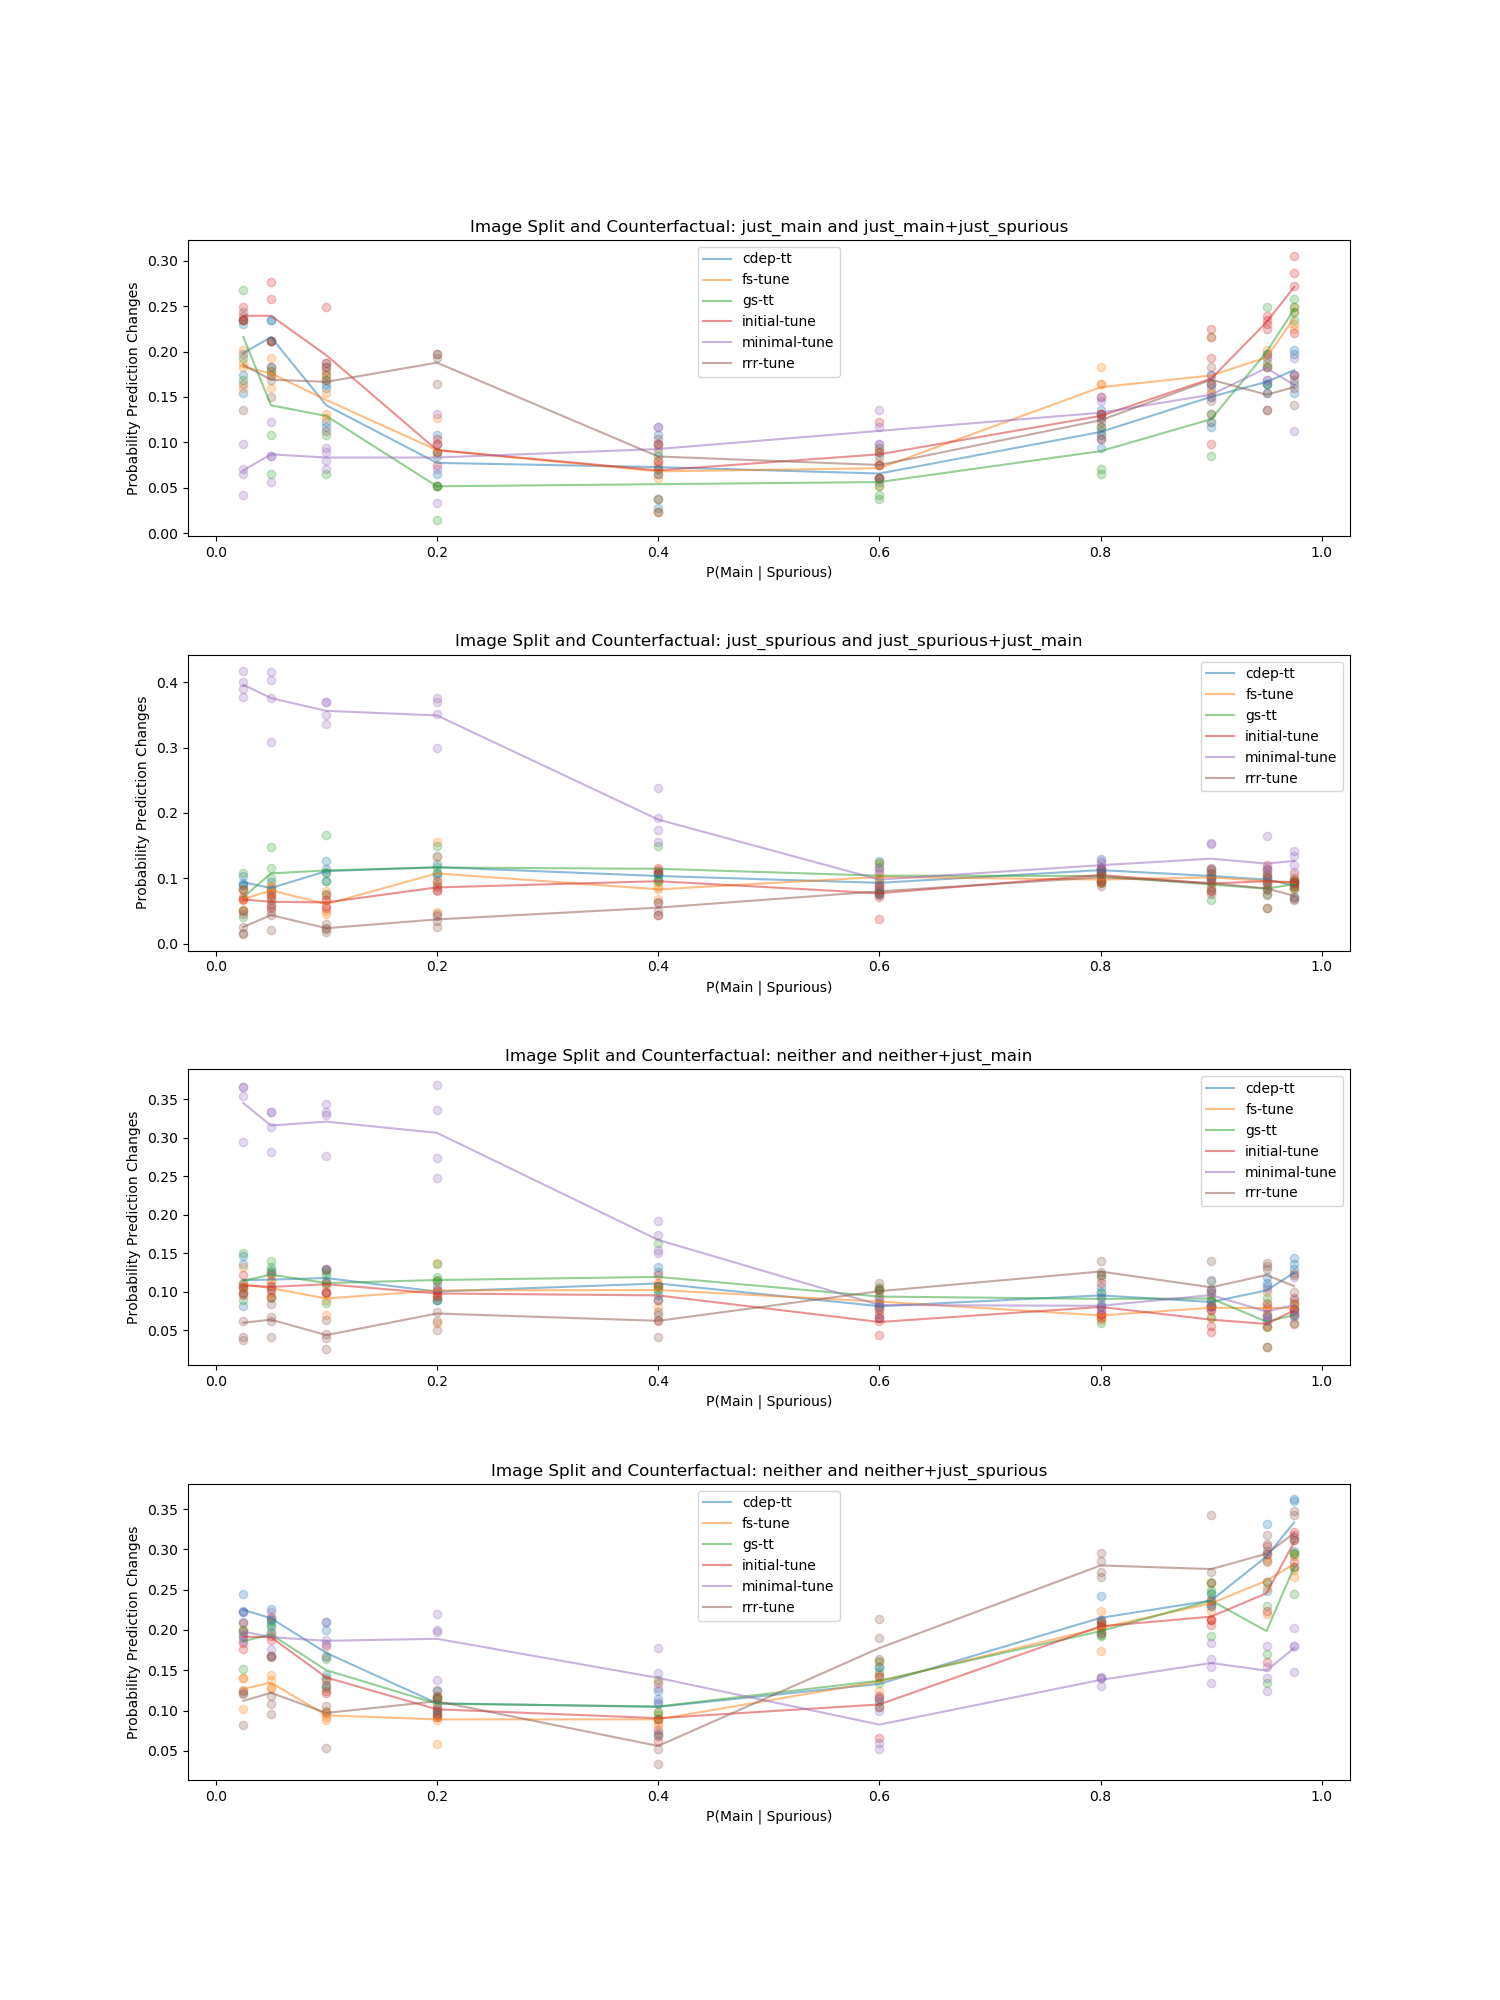 Image Split and Counterfactual: just_main and just_main+just_spurious
Probability Prediction Changes
0.30
0.25
0.20
0.15
0.10
0.05
0.00
cdep-tt
fs-tune
gs-tt
initial-tune
minimal-tune
rrr-tune
0.0 0.2 0.4 0.6 0.8 1.0
P(Main | Spurious)
Image Split and Counterfactual: just_spurious and just_spurious+just_main
Probability Prediction Changes
0.4
0.3
0.2
0.1
0.0
cdep-tt
fs-tune
gs-tt
initial-tune
minimal-tune
rrr-tune
0.0 0.2 0.4 0.6 0.8 1.0
P(Main | Spurious)
Image Split and Counterfactual: neither and neither+just_main
Probability Prediction Changes
0.35
0.30
0.25
0.20
0.15
0.10
0.05
cdep-tt
fs-tune
gs-tt
initial-tune
minimal-tune
rrr-tune
0.0 0.2 0.4 0.6 0.8 1.0
P(Main | Spurious)
Image Split and Counterfactual: neither and neither+just_spurious
Probability Prediction Changes
0.35
0.30
0.25
0.20
0.15
0.10
0.05
cdep-tt
fs-tune
gs-tt
initial-tune
minimal-tune
rrr-tune
0.0 0.2 0.4 0.6 0.8 1.0
P(Main | Spurious)